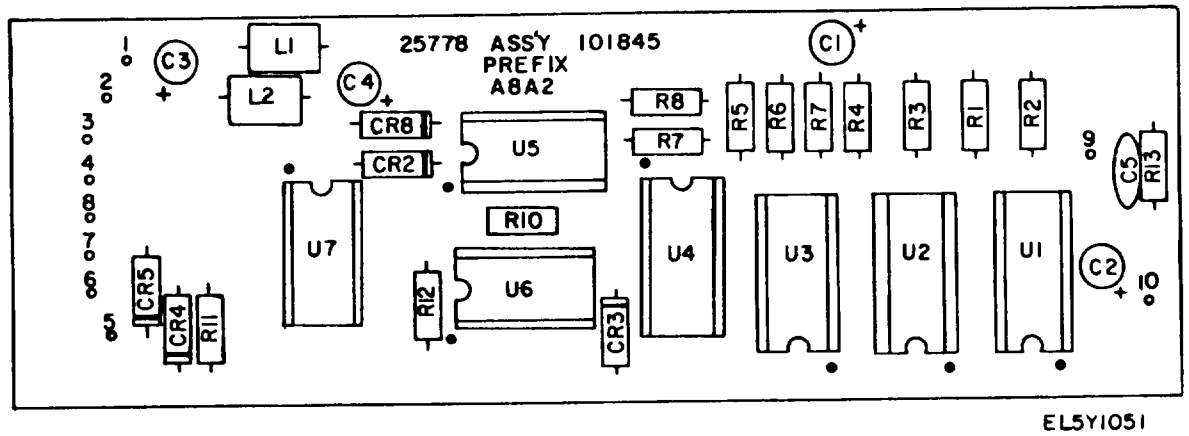 25778 ASS'Y 101845
PREFIX
A8A2
1
2
3
4
8
7
6
5
C3
+
L1
L2
C4
+
CR8
CR2
U5
R8
R7
C1
+
R5
R6
R7
R4
R3
R1
R2
9
C5
R13
U7
R10
U6
R12
CR3
U4
U3
U2
U1
C2
+
10
CR5
CR4
R11
EL5Y1051